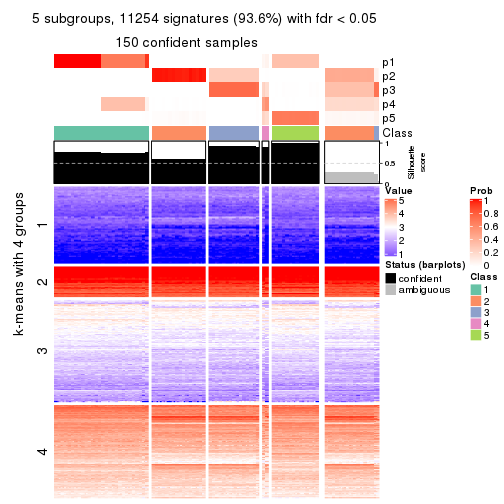 5 subgroups, 11254 signatures (93.6%) with fdr < 0.05
150 confident samples
p1
p2
p3
p4
p5
Class
1
0.5
0
Silhouette
score
k-means with 4 groups
1
2
3
4
Value
5
4
3
2
1
Status (barplots)
confident
ambiguous
Prob
1
0.8
0.6
0.4
0.2
0
Class
1
2
3
4
5